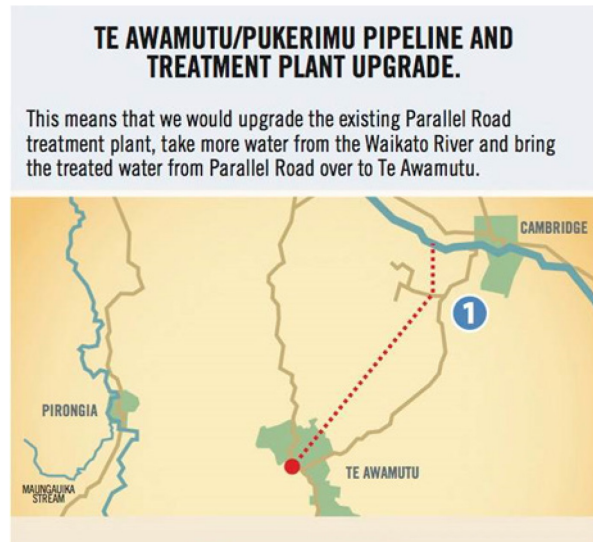 TE AWAMUTU/PUKERIMU PIPELINE AND
TREATMENT PLANT UPGRADE.
This means that we would upgrade the existing Parallel Road
treatment plant, take more water from the Waikato River and bring
the treated water from Parallel Road over to Te Awamutu.
CAMBRIDGE
1
PIRONGIA
TE AWAMUTU
MAUNGAUIKA
STREAM